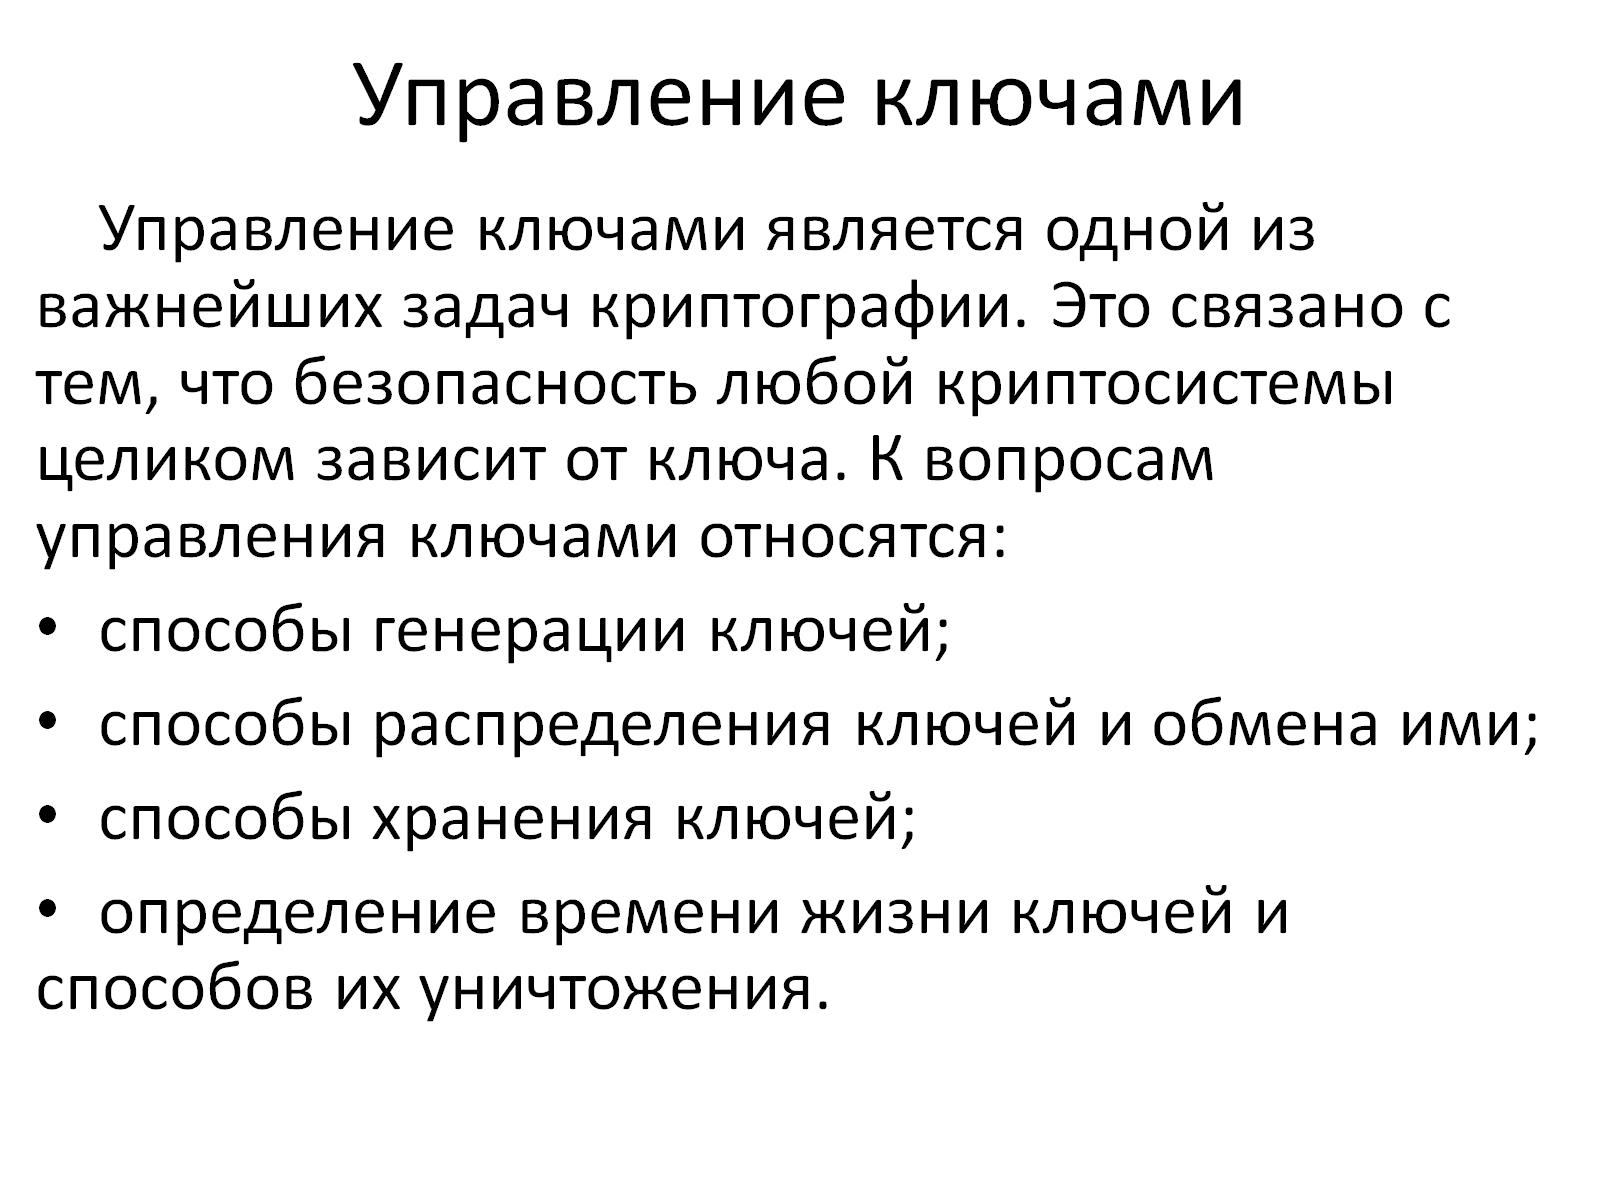 Управление ключами
Управление ключами является одной из
важнейших задач криптографии. Это связано с
тем, что безопасность любой криптосистемы
целиком зависит от ключа. К вопросам
управления ключами относятся:
• способы генерации ключей;
• способы распределения ключей и обмена ими;
• способы хранения ключей;
• определение времени жизни ключей и
способов их уничтожения.